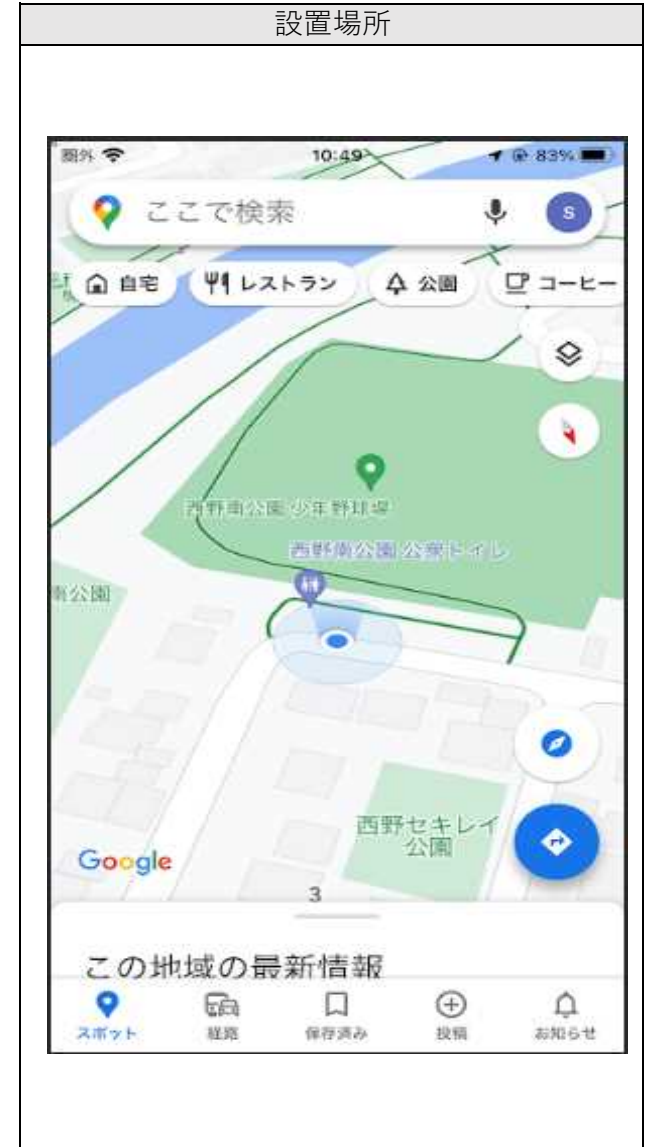 設置場所
圏外 10:49 83%
ここで検索 S
自宅 レストラン 公園 コーヒー
西野南公園 少年野球場
西野南公園 公衆トイレ
南公園
西野セキレイ
公園
Google
3
この地域の最新情報
スポット 経路 保存済み 投稿 お知らせ